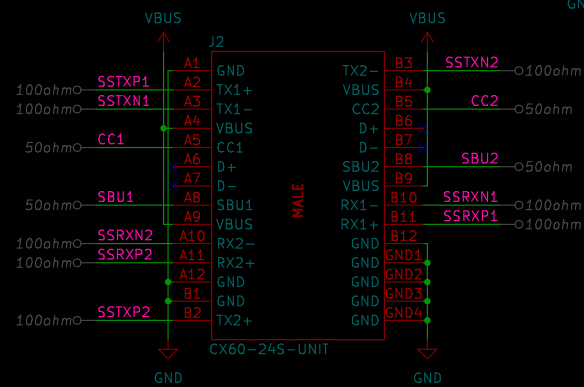 GN
VBUS
VBUS
J2
A1 GND TX2- B3 SSTXN2 100ohm
100ohm SSTXP1 A2 TX1+ VBUS B4
100ohm SSTXN1 A3 TX1- CC2 B5 CC2 50ohm
A4 VBUS D+ B6
50ohm CC1 A5 CC1 D- B7
A6 D+ SBU2 B8 SBU2 50ohm
A7 D- VBUS B9
50ohm SBU1 A8 SBU1 RX1- B10 SSRXN1 100ohm
A9 VBUS RX1+ B11 SSRXP1 100ohm
100ohm SSRXN2 A10 RX2- GND B12
100ohm SSRXP2 A11 RX2+ GND GND1
A12 GND GND GND2
B1 GND GND GND3
100ohm SSTXP2 B2 TX2+ GND GND4
MALE
CX60-24S-UNIT
GND
GND